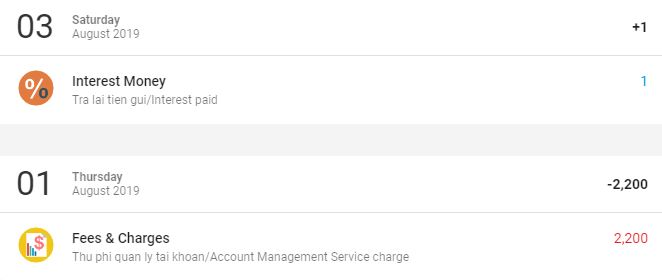 03 Saturday
August 2019
+1
Interest Money
1
Tra lai tien gui/Interest paid
01 Thursday
August 2019
-2,200
Fees & Charges
2,200
Thu phi quan ly tai khoan/Account Management Service charge